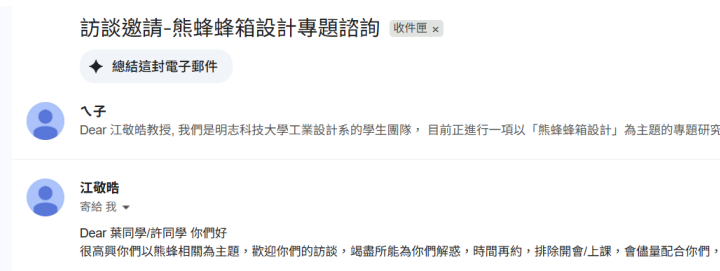 訪談邀請-熊蜂蜂箱設計專題諮詢 收件匣 ×
總結這封電子郵件
ㄟ子
Dear 江敬皓教授, 我們是明志科技大學工業設計系的學生團隊， 目前正進行一項以「熊蜂蜂箱設計」為主題的專題研究
江敬皓
寄給 我
Dear 葉同學/許同學 你們好
很高興你們以熊蜂相關為主題，歡迎你們的訪談，竭盡所能為你們解惑，時間再約，排除開會/上課，會儘量配合你們，